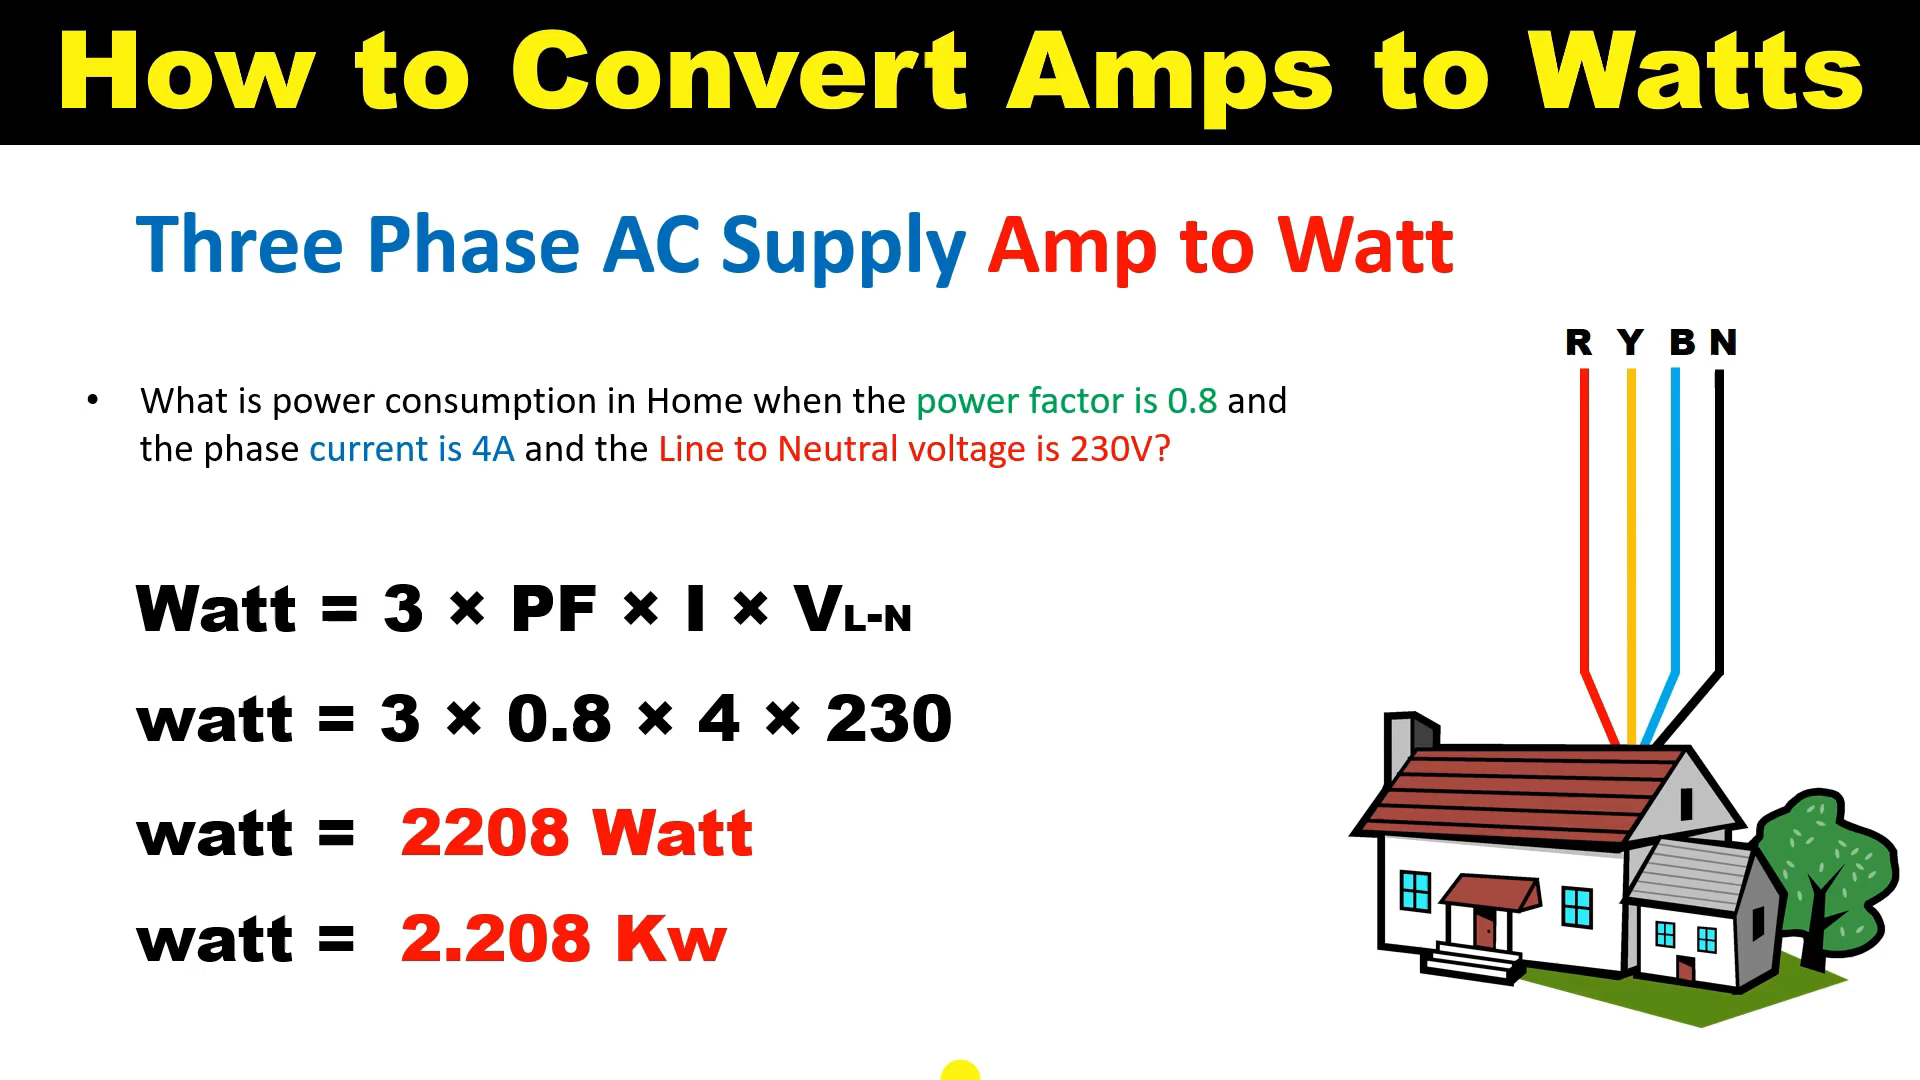 How to Convert Amps to Watts
Three Phase AC Supply Amp to Watt
R Y B N
• What is power consumption in Home when the power factor is 0.8 and
the phase current is 4A and the Line to Neutral voltage is 230V?
Watt = 3 × PF × I × VL-N
watt = 3 × 0.8 × 4 × 230
watt = 2208 Watt
watt = 2.208 Kw